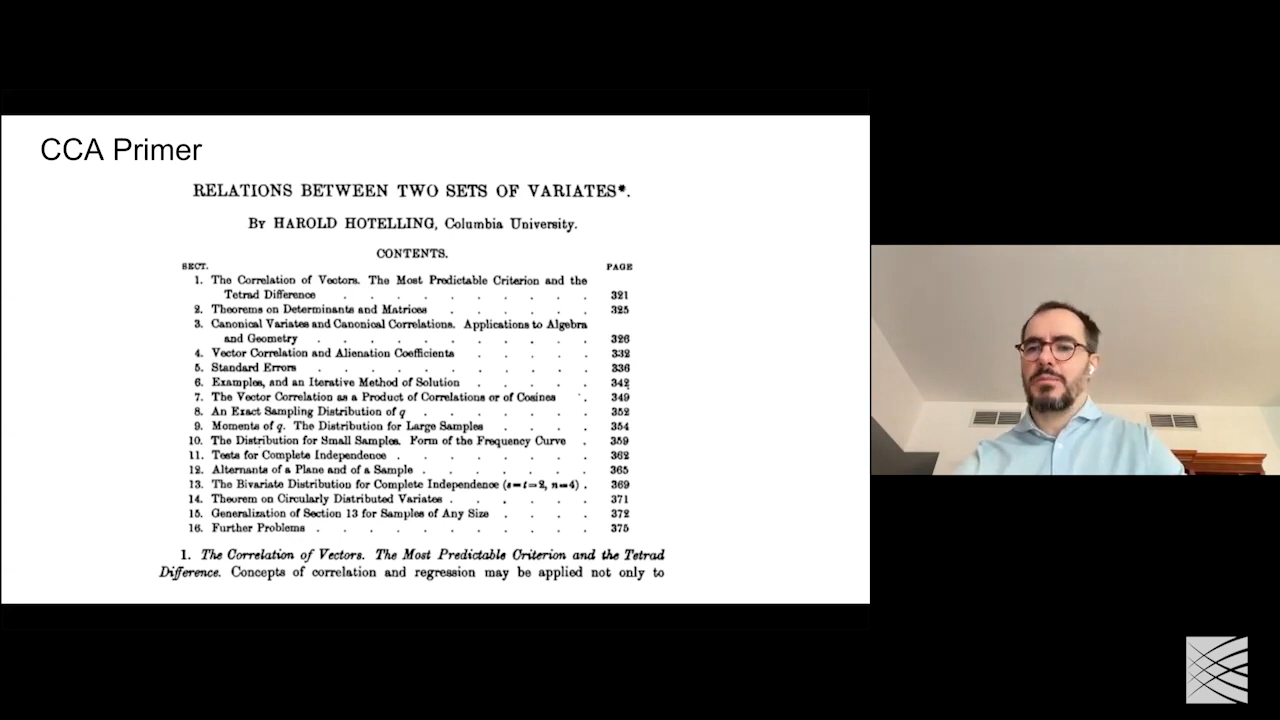 CCA Primer
RELATIONS BETWEEN TWO SETS OF VARIATES*.
By HAROLD HOTELLING, Columbia University.
CONTENTS.
SECT. PAGE
1. The Correlation of Vectors. The Most Predictable Criterion and the
Tetrad Difference . . . . . . . . . . 321
2. Theorems on Determinants and Matrices . . . . . . 325
3. Canonical Variates and Canonical Correlations. Applications to Algebra
and Geometry . . . . . . . . . . . 326
4. Vector Correlation and Alienation Coefficients . . . . . 332
5. Standard Errors . . . . . . . . . . . 336
6. Examples, and an Iterative Method of Solution . . . . . 342
7. The Vector Correlation as a Product of Correlations or of Cosines . 349
8. An Exact Sampling Distribution of q . . . . . . . 352
9. Moments of q. The Distribution for Large Samples . . . . 354
10. The Distribution for Small Samples. Form of the Frequency Curve . 359
11. Tests for Complete Independence . . . . . . . . 362
12. Alternants of a Plane and of a Sample . . . . . . . 365
13. The Bivariate Distribution for Complete Independence (s=t=2, n=4) . 369
14. Theorem on Circularly Distributed Variates . . . . . . 371
15. Generalization of Section 13 for Samples of Any Size . . . . 372
16. Further Problems . . . . . . . . . . . 375
1. The Correlation of Vectors. The Most Predictable Criterion and the Tetrad
Difference. Concepts of correlation and regression may be applied not only to